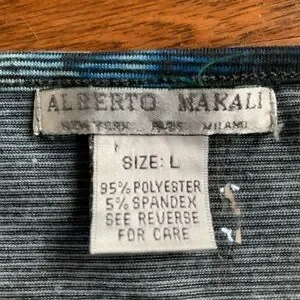 ALBERTO MAKALI
NEW YORK PARIS MILANO
SIZE: L
95% POLYESTER
5% SPANDEX
SEE REVERSE
FOR CARE